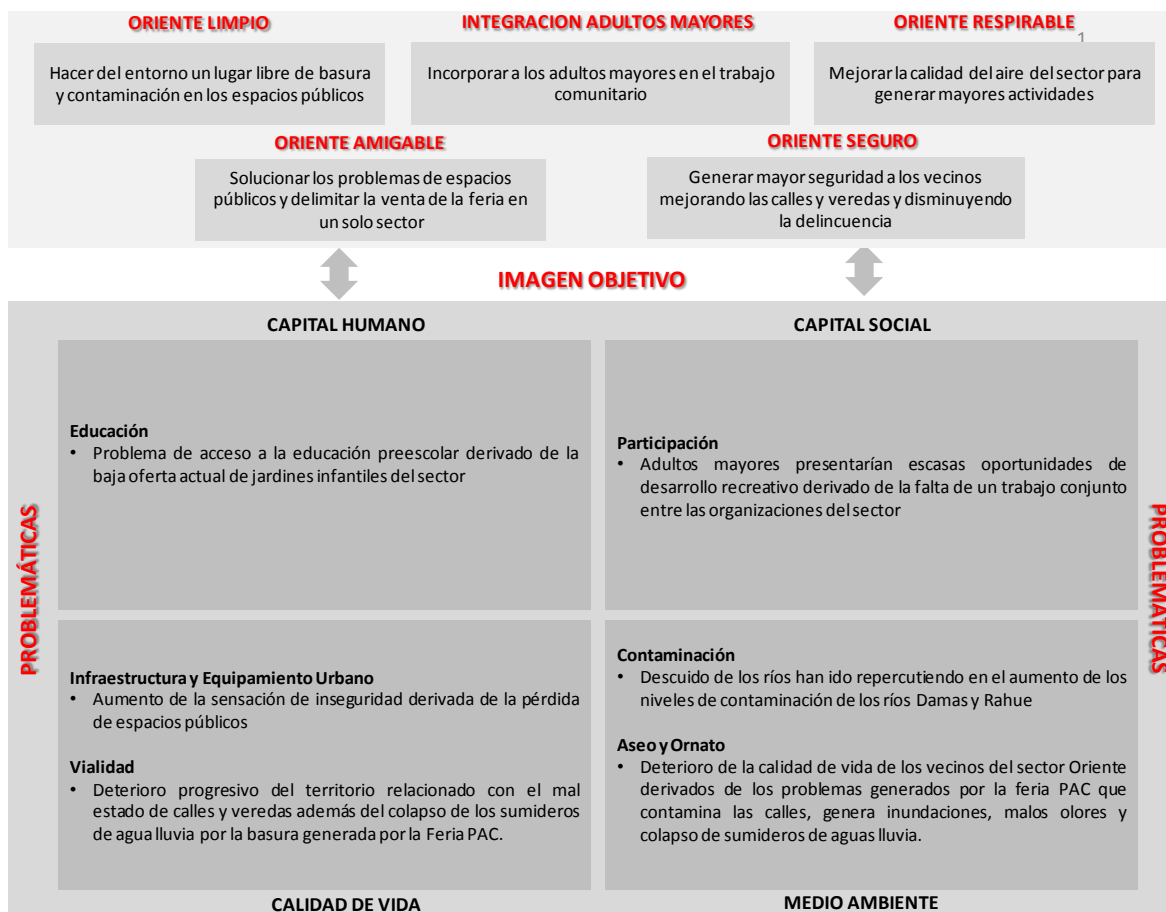 ORIENTE LIMPIO
INTEGRACION ADULTOS MAYORES
ORIENTE RESPIRABLE
1
Hacer del entorno un lugar libre de basura
y contaminación en los espacios públicos
Incorporar a los adultos mayores en el trabajo
comunitario
Mejorar la calidad del aire del sector para
generar mayores actividades
ORIENTE AMIGABLE
ORIENTE SEGURO
Solucionar los problemas de espacios
públicos y delimitar la venta de la feria en
un solo sector
Generar mayor seguridad a los vecinos
mejorando las calles y veredas y disminuyendo
la delincuencia
IMAGEN OBJETIVO
CAPITAL HUMANO
CAPITAL SOCIAL
PROBLEMÁTICAS
Educación
• Problema de acceso a la educación preescolar derivado de la
baja oferta actual de jardines infantiles del sector
Participación
• Adultos mayores presentarían escasas oportunidades de
desarrollo recreativo derivado de la falta de un trabajo conjunto
entre las organizaciones del sector
PROBLEMÁTICAS
Infraestructura y Equipamiento Urbano
• Aumento de la sensación de inseguridad derivada de la pérdida
de espacios públicos
Vialidad
• Deterioro progresivo del territorio relacionado con el mal
estado de calles y veredas además del colapso de los sumideros
de agua lluvia por la basura generada por la Feria PAC.
Contaminación
• Descuido de los ríos han ido repercutiendo en el aumento de los
niveles de contaminación de los ríos Damas y Rahue
Aseo y Ornato
• Deterioro de la calidad de vida de los vecinos del sector Oriente
derivados de los problemas generados por la feria PAC que
contamina las calles, genera inundaciones, malos olores y
colapso de sumideros de aguas lluvia.
CALIDAD DE VIDA
MEDIO AMBIENTE